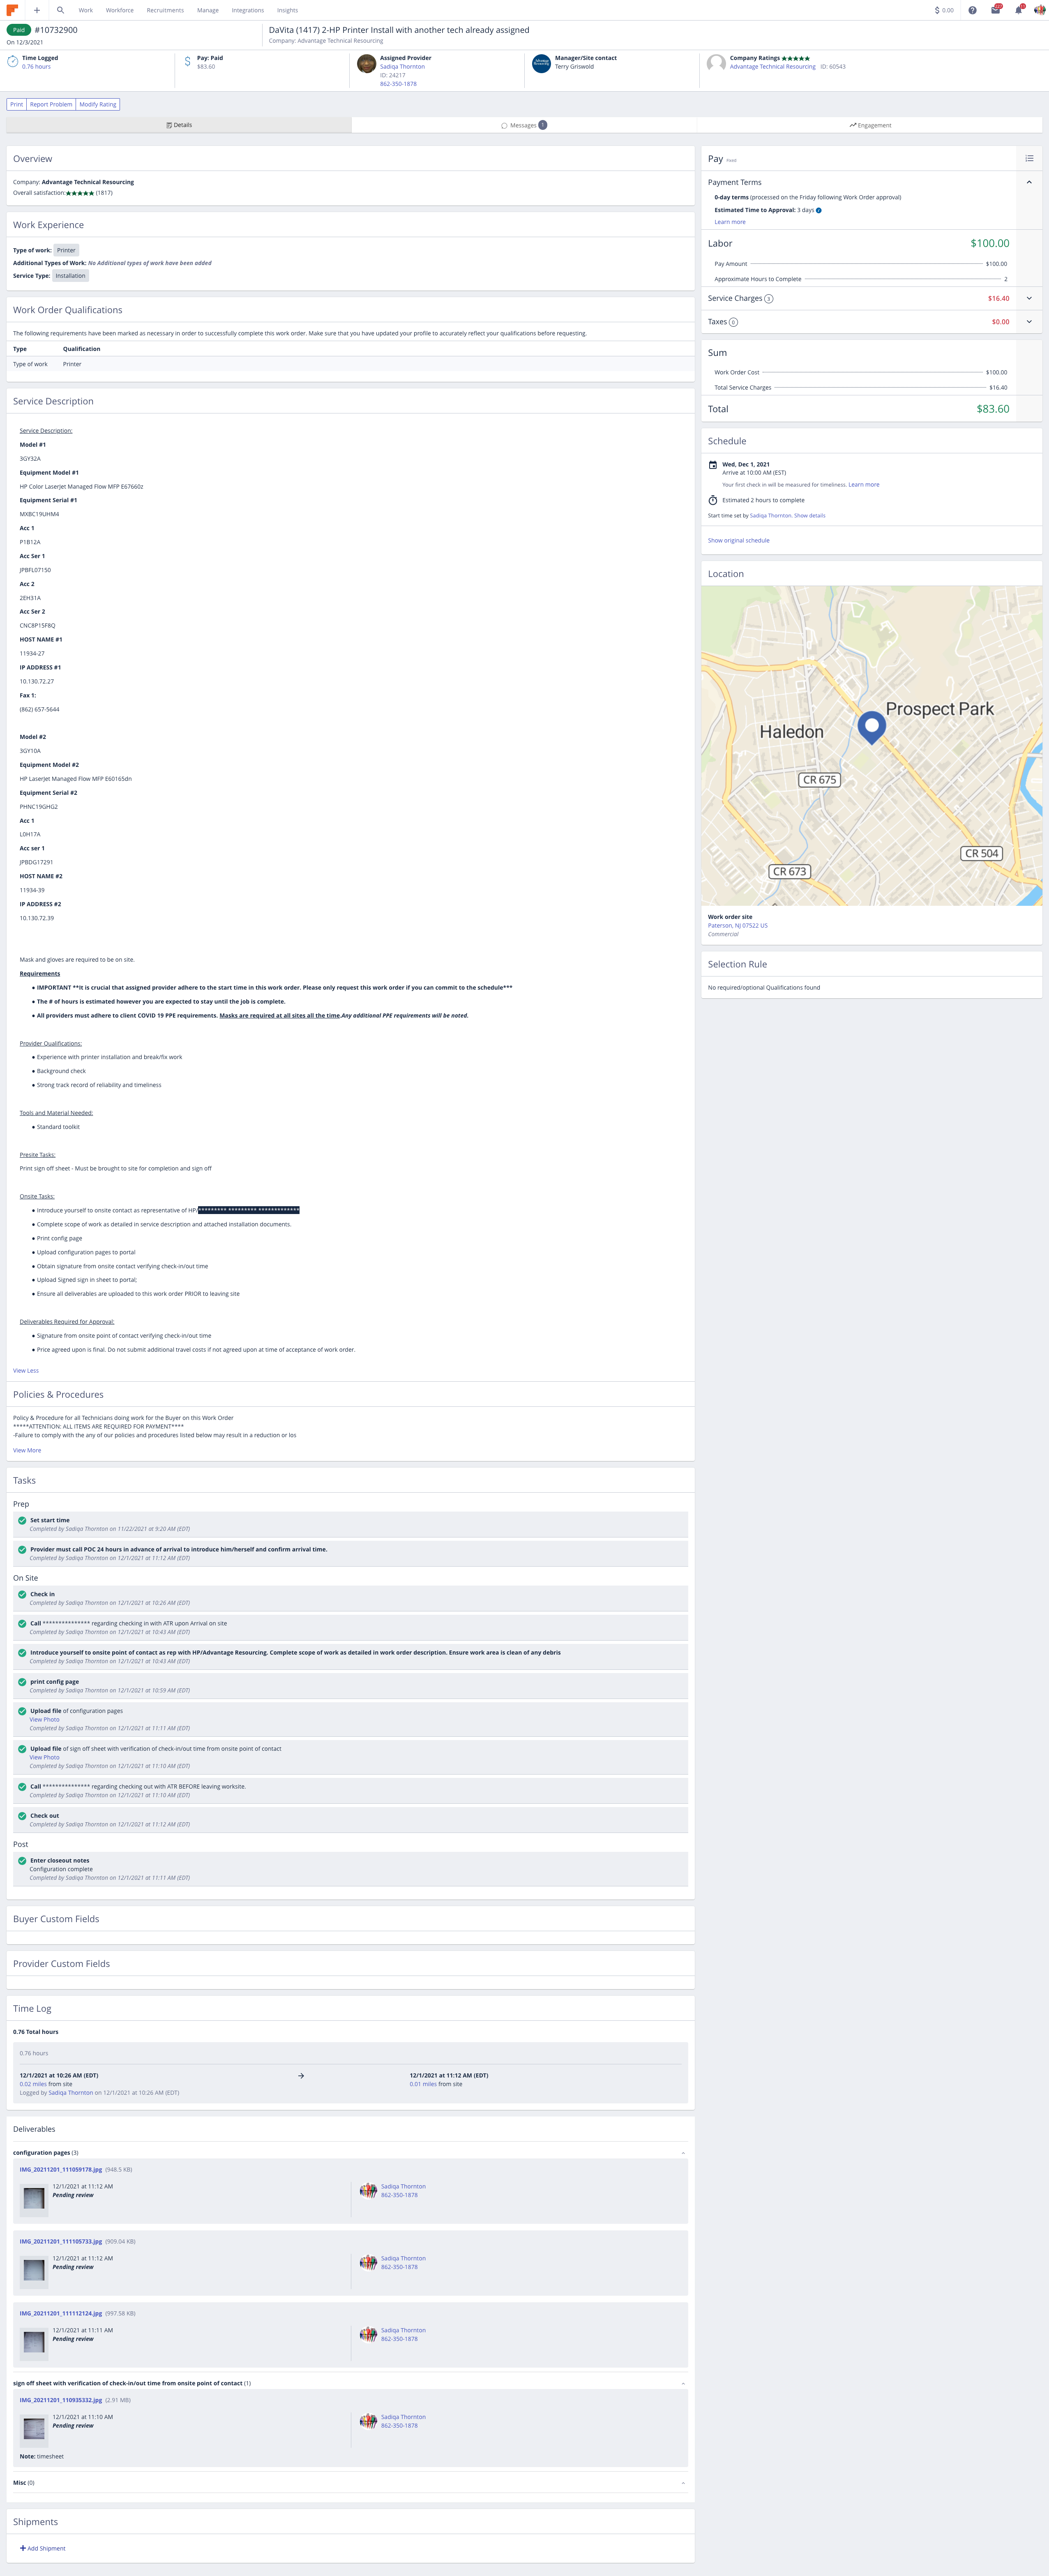 Work Workforce Recruitments Manage Integrations Insights
$ 0.00
Paid #10732900
On 12/3/2021
DaVita (1417) 2-HP Printer Install with another tech already assigned
Company: Advantage Technical Resourcing
Time Logged
0.76 hours
Pay: Paid
$83.60
Assigned Provider
Sadiqa Thornton
ID: 24217
862-350-1878
Manager/Site contact
Terry Griswold
Company Ratings ★★★★★
Advantage Technical Resourcing ID: 60543
Print Report Problem Modify Rating
Details Messages 1 Engagement
Overview
Company: Advantage Technical Resourcing
Overall satisfaction: ★★★★★ (1817)
Work Experience
Type of work: Printer
Additional Types of Work: No Additional types of work have been added
Service Type: Installation
Work Order Qualifications
The following requirements have been marked as necessary in order to successfully complete this work order. Make sure that you have updated your profile to accurately reflect your qualifications before requesting.
Type Qualification
Type of work Printer
Service Description
Service Description:
Model #1
3GY32A
Equipment Model #1
HP Color LaserJet Managed Flow MFP E67660z
Equipment Serial #1
MXBC19UHM4
Acc 1
P1B12A
Acc Ser 1
JPBFL07150
Acc 2
2EH31A
Acc Ser 2
CNC8P15F8Q
HOST NAME #1
11934-27
IP ADDRESS #1
10.130.72.27
Fax 1:
(862) 657-5644
Model #2
3GY10A
Equipment Model #2
HP LaserJet Managed Flow MFP E60165dn
Equipment Serial #2
PHNC19GHG2
Acc 1
L0H17A
Acc ser 1
JPBDG17291
HOST NAME #2
11934-39
IP ADDRESS #2
10.130.72.39
Mask and gloves are required to be on site.
Requirements
● IMPORTANT **It is crucial that assigned provider adhere to the start time in this work order. Please only request this work order if you can commit to the schedule***
● The # of hours is estimated however you are expected to stay until the job is complete.
● All providers must adhere to client COVID 19 PPE requirements. Masks are required at all sites all the time.Any additional PPE requirements will be noted.
Provider Qualifications:
● Experience with printer installation and break/fix work
● Background check
● Strong track record of reliability and timeliness
Tools and Material Needed:
● Standard toolkit
Presite Tasks:
Print sign off sheet - Must be brought to site for completion and sign off
Onsite Tasks:
● Introduce yourself to onsite contact as representative of HP/********* ********* *************
● Complete scope of work as detailed in service description and attached installation documents.
● Print config page
● Upload configuration pages to portal
● Obtain signature from onsite contact verifying check-in/out time
● Upload Signed sign in sheet to portal;
● Ensure all deliverables are uploaded to this work order PRIOR to leaving site
Deliverables Required for Approval:
● Signature from onsite point of contact verifying check-in/out time
● Price agreed upon is final. Do not submit additional travel costs if not agreed upon at time of acceptance of work order.
View Less
Policies & Procedures
Policy & Procedure for all Technicians doing work for the Buyer on this Work Order
*****ATTENTION: ALL ITEMS ARE REQUIRED FOR PAYMENT****
-Failure to comply with the any of our policies and procedures listed below may result in a reduction or los
View More
Tasks
Prep
Set start time
Completed by Sadiqa Thornton on 11/22/2021 at 9:20 AM (EDT)
Provider must call POC 24 hours in advance of arrival to introduce him/herself and confirm arrival time.
Completed by Sadiqa Thornton on 12/1/2021 at 11:12 AM (EDT)
On Site
Check in
Completed by Sadiqa Thornton on 12/1/2021 at 10:26 AM (EDT)
Call *************** regarding checking in with ATR upon Arrival on site
Completed by Sadiqa Thornton on 12/1/2021 at 10:43 AM (EDT)
Introduce yourself to onsite point of contact as rep with HP/Advantage Resourcing. Complete scope of work as detailed in work order description. Ensure work area is clean of any debris
Completed by Sadiqa Thornton on 12/1/2021 at 10:43 AM (EDT)
print config page
Completed by Sadiqa Thornton on 12/1/2021 at 10:59 AM (EDT)
Upload file of configuration pages
View Photo
Completed by Sadiqa Thornton on 12/1/2021 at 11:11 AM (EDT)
Upload file of sign off sheet with verification of check-in/out time from onsite point of contact
View Photo
Completed by Sadiqa Thornton on 12/1/2021 at 11:10 AM (EDT)
Call *************** regarding checking out with ATR BEFORE leaving worksite.
Completed by Sadiqa Thornton on 12/1/2021 at 11:10 AM (EDT)
Check out
Completed by Sadiqa Thornton on 12/1/2021 at 11:12 AM (EDT)
Post
Enter closeout notes
Configuration complete
Completed by Sadiqa Thornton on 12/1/2021 at 11:11 AM (EDT)
Buyer Custom Fields
Provider Custom Fields
Time Log
0.76 Total hours
0.76 hours
12/1/2021 at 10:26 AM (EDT) → 12/1/2021 at 11:12 AM (EDT)
0.02 miles from site 0.01 miles from site
Logged by Sadiqa Thornton on 12/1/2021 at 10:26 AM (EDT)
Deliverables
configuration pages (3)
IMG_20211201_111059178.jpg (948.5 KB)
12/1/2021 at 11:12 AM
Pending review
Sadiqa Thornton
862-350-1878
IMG_20211201_111105733.jpg (909.04 KB)
12/1/2021 at 11:12 AM
Pending review
Sadiqa Thornton
862-350-1878
IMG_20211201_111112124.jpg (997.58 KB)
12/1/2021 at 11:11 AM
Pending review
Sadiqa Thornton
862-350-1878
sign off sheet with verification of check-in/out time from onsite point of contact (1)
IMG_20211201_110935332.jpg (2.91 MB)
12/1/2021 at 11:10 AM
Pending review
Sadiqa Thornton
862-350-1878
Note: timesheet
Misc (0)
Shipments
+ Add Shipment
Pay Fixed
Payment Terms
0-day terms (processed on the Friday following Work Order approval)
Estimated Time to Approval: 3 days
Learn more
Labor $100.00
Pay Amount $100.00
Approximate Hours to Complete 2
Service Charges 3 $16.40
Taxes 0 $0.00
Sum
Work Order Cost $100.00
Total Service Charges $16.40
Total $83.60
Schedule
Wed, Dec 1, 2021
Arrive at 10:00 AM (EST)
Your first check in will be measured for timeliness. Learn more
Estimated 2 hours to complete
Start time set by Sadiqa Thornton. Show details
Show original schedule
Location
Prospect Park
Haledon
CR 675
CR 504
CR 673
Work order site
Paterson, NJ 07522 US
Commercial
Selection Rule
No required/optional Qualifications found